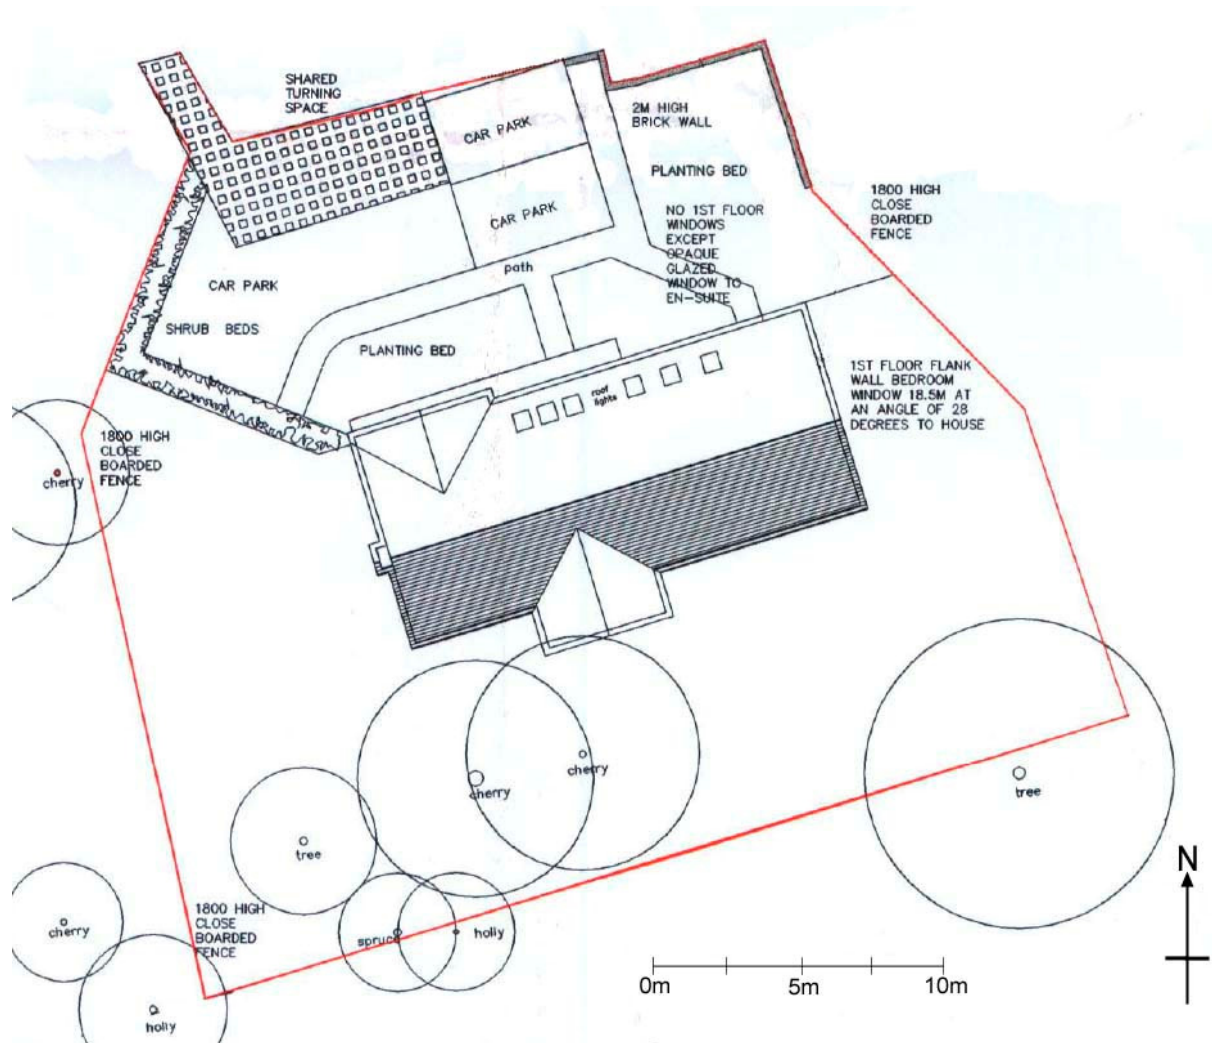 SHARED
TURNING
SPACE
CAR PARK
2M HIGH
BRICK WALL
PLANTING BED
1800 HIGH
CLOSE
BOARDED
FENCE
CAR PARK
NO 1ST FLOOR
WINDOWS
EXCEPT
OPAQUE
GLAZED
WINDOW TO
EN-SUITE
path
CAR PARK
SHRUB BEDS
PLANTING BED
roof
lights
1ST FLOOR FLANK
WALL BEDROOM
WINDOW 18.5M AT
AN ANGLE OF 28
DEGREES TO HOUSE
1800 HIGH
CLOSE
BOARDED
FENCE
cherry
cherry
cherry
tree
tree
1800 HIGH
CLOSE
BOARDED
FENCE
spruce
holly
cherry
holly
0m 5m 10m
N